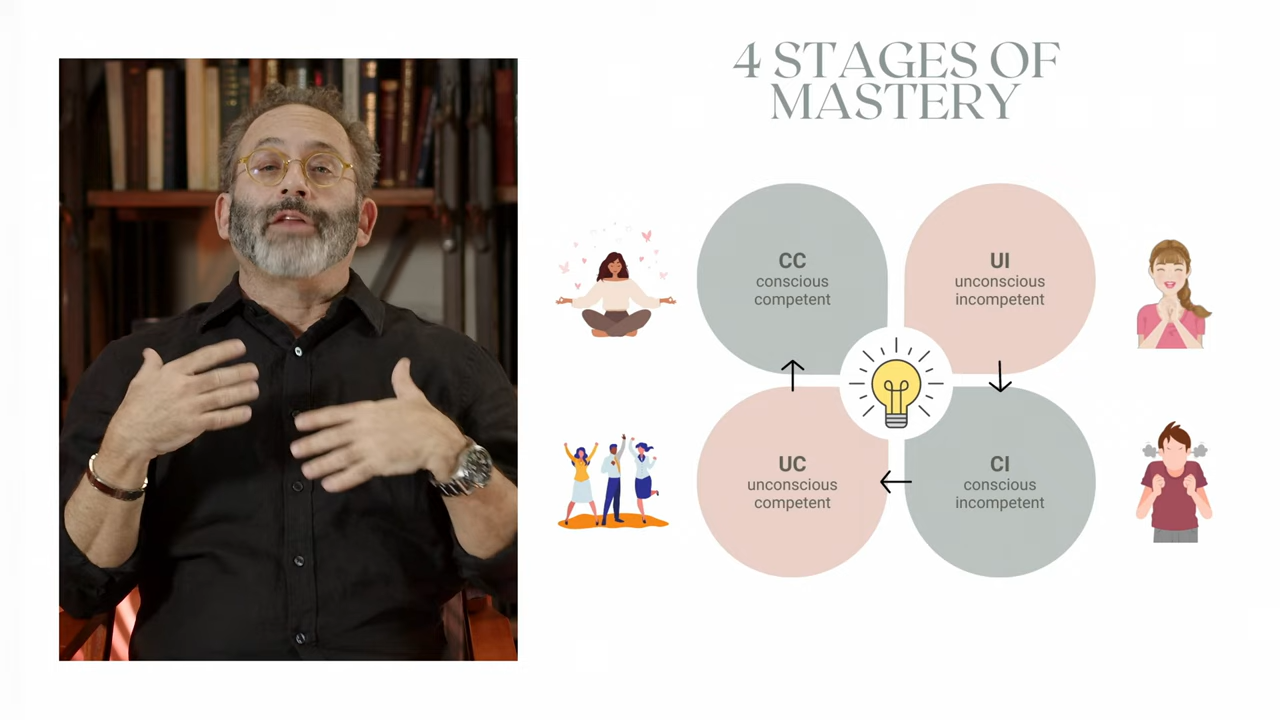 4 STAGES OF
MASTERY
CC
conscious
competent
UI
unconscious
incompetent
UC
unconscious
competent
CI
conscious
incompetent